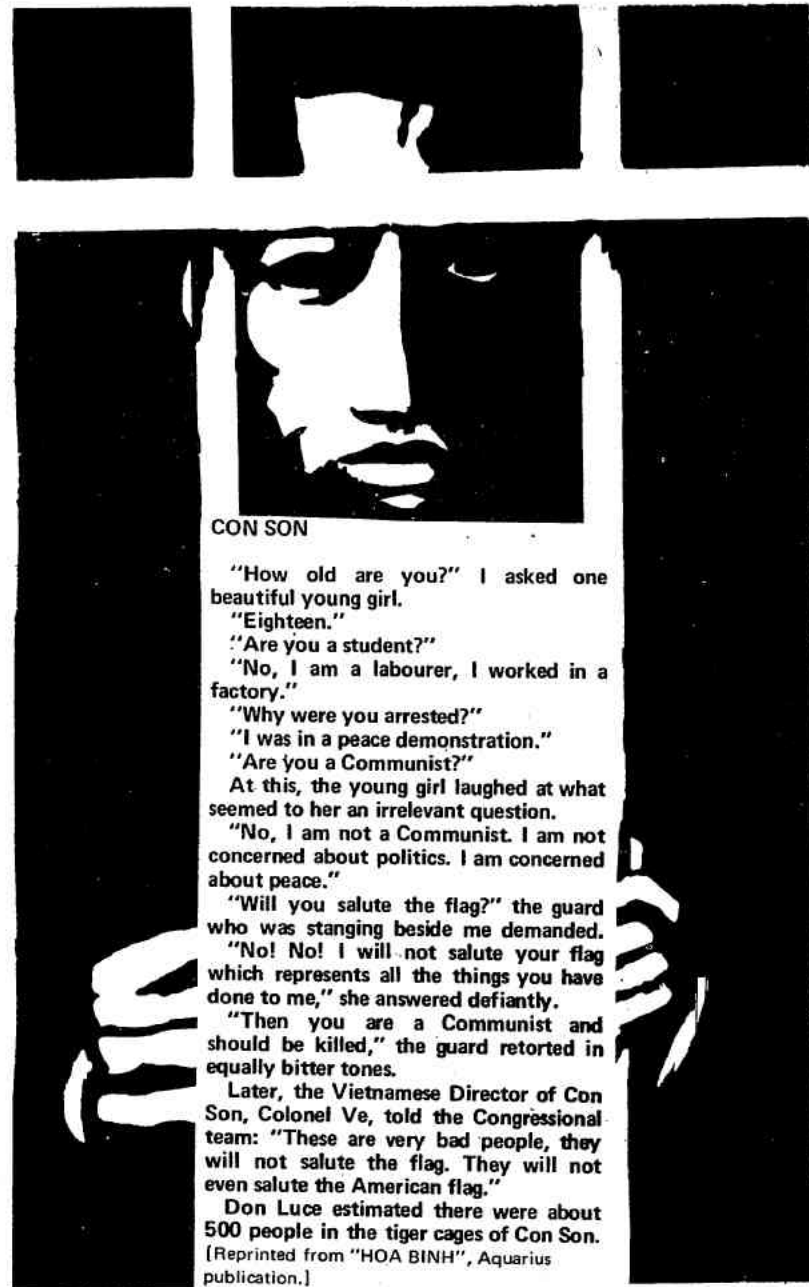 CON SON
"How old are you?" I asked one
beautiful young girl.
"Eighteen."
"Are you a student?"
"No, I am a labourer, I worked in a
factory."
"Why were you arrested?"
"I was in a peace demonstration."
"Are you a Communist?"
At this, the young girl laughed at what
seemed to her an irrelevant question.
"No, I am not a Communist. I am not
concerned about politics. I am concerned
about peace."
"Will you salute the flag?" the guard
who was stanging beside me demanded.
"No! No! I will not salute your flag
which represents all the things you have
done to me," she answered defiantly.
"Then you are a Communist and
should be killed," the guard retorted in
equally bitter tones.
Later, the Vietnamese Director of Con
Son, Colonel Ve, told the Congressional
team: "These are very bad people, they
will not salute the flag. They will not
even salute the American flag."
Don Luce estimated there were about
500 people in the tiger cages of Con Son.
[Reprinted from "HOA BINH", Aquarius
publication.]